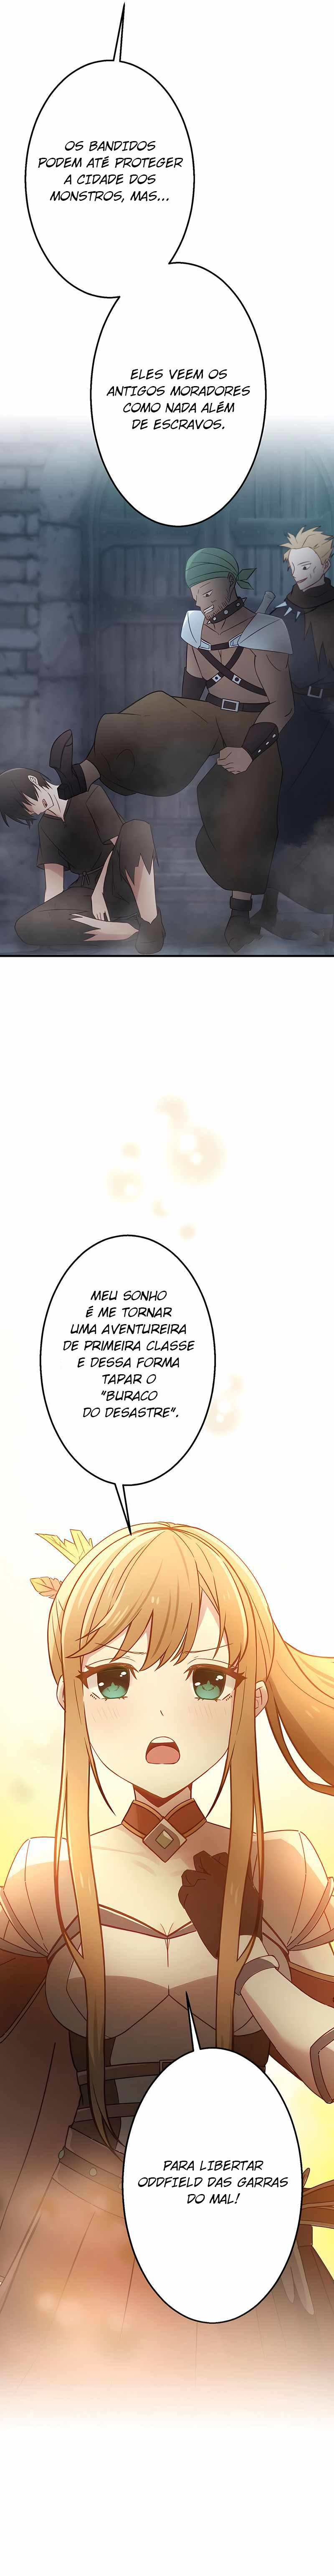 OS BANDIDOS
PODEM ATÉ PROTEGER
A CIDADE DOS
MONSTROS, MAS...
ELES VEEM OS
ANTIGOS MORADORES
COMO NADA ALÉM
DE ESCRAVOS.
MEU SONHO
É ME TORNAR
UMA AVENTUREIRA
DE PRIMEIRA CLASSE
E DESSA FORMA
TAPAR O
"BURACO
DO DESASTRE".
PARA LIBERTAR
ODDFIELD DAS GARRAS
DO MAL!